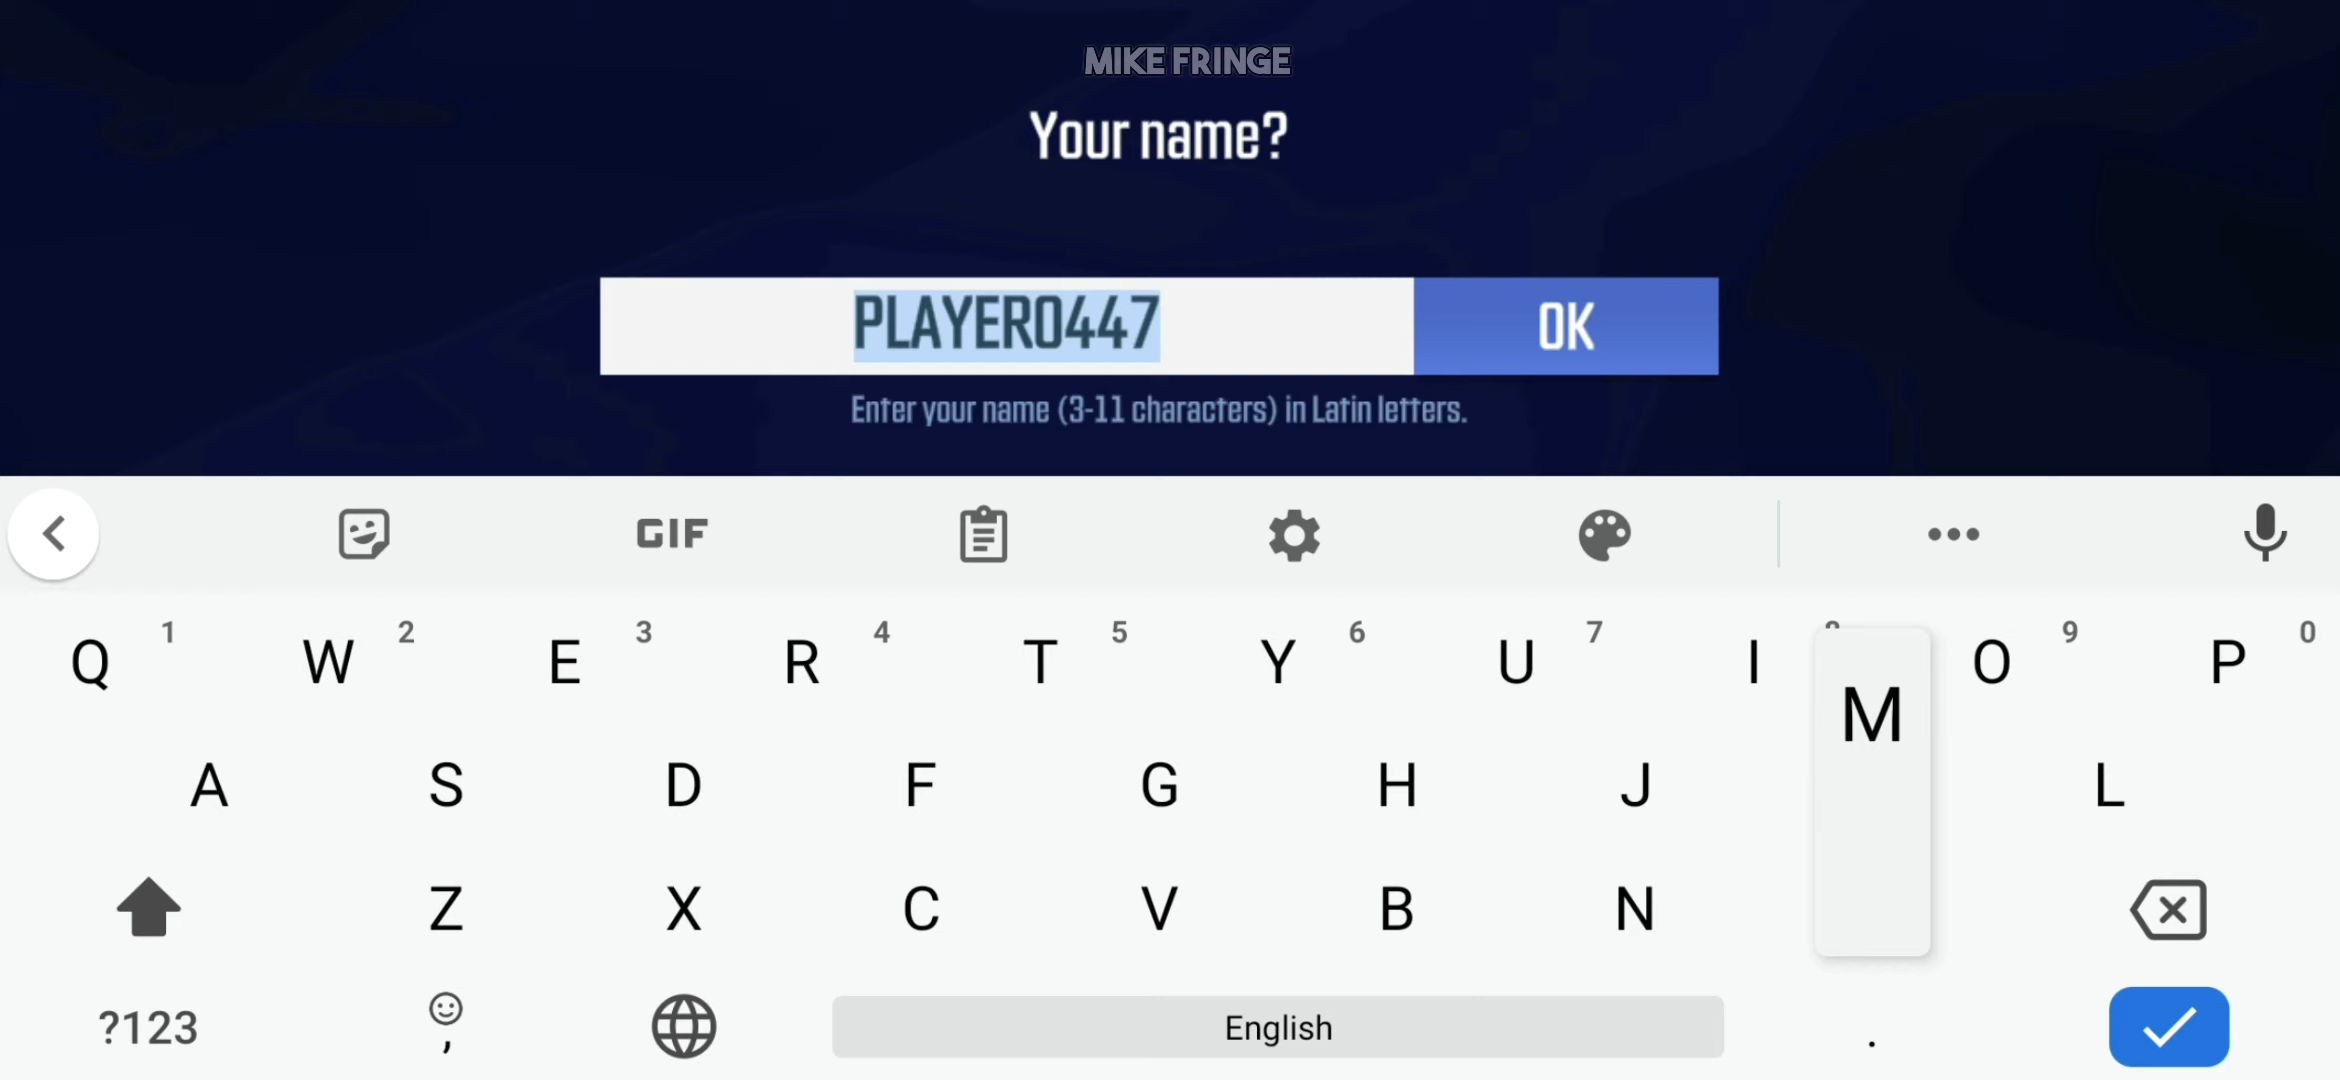 MIKE FRINGE
Your name?
PLAYER0447
OK
Enter your name (3-11 characters) in Latin letters.
GIF
Q 1 W 2 E 3 R 4 T 5 Y 6 U 7 I O 9 P 0
A S D F G H J L
Z X C V B N M
?123 , English .